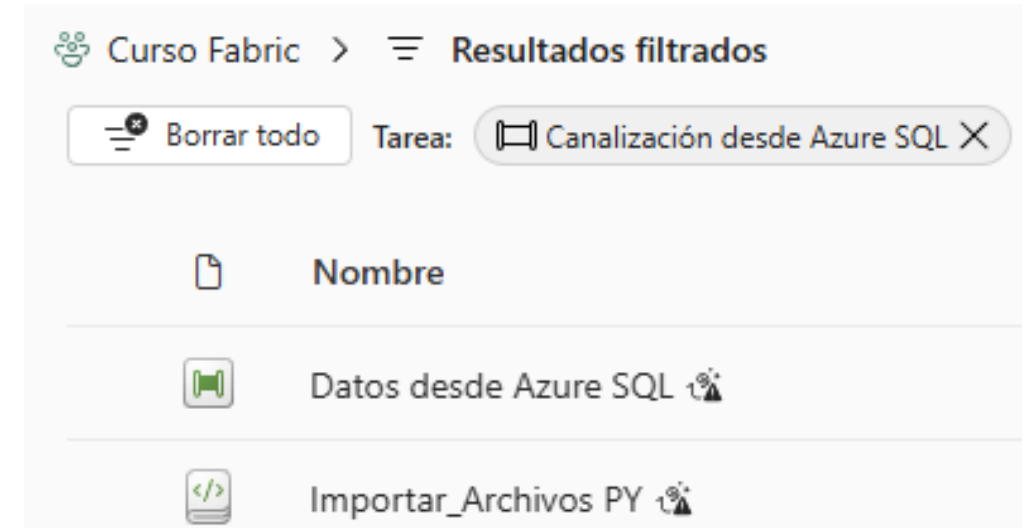 Curso Fabric > Resultados filtrados
Borrar todo Tarea: Canalización desde Azure SQL
Nombre
Datos desde Azure SQL
Importar_Archivos PY